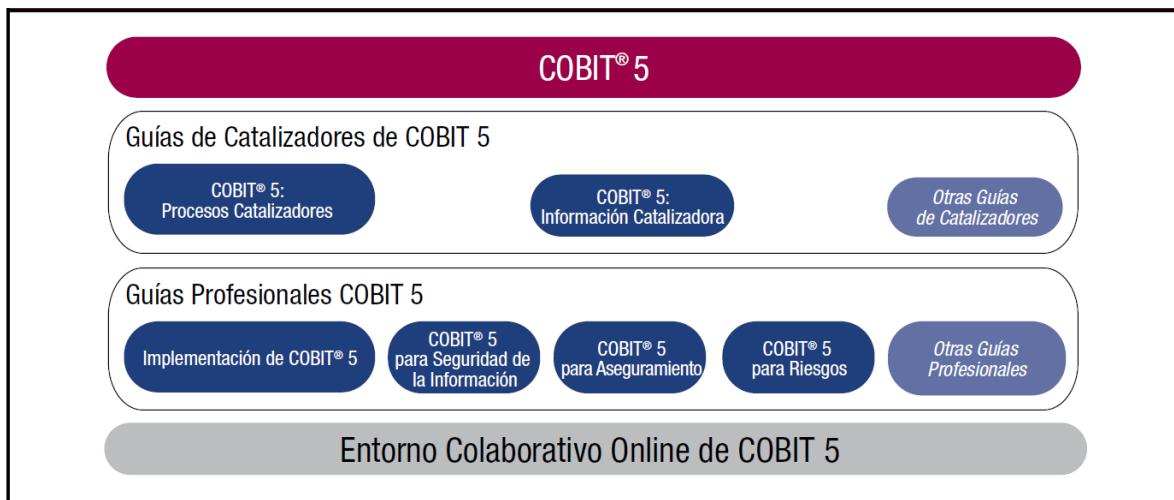 COBIT® 5
Guías de Catalizadores de COBIT 5
COBIT® 5:
Procesos Catalizadores
COBIT® 5:
Información Catalizadora
Otras Guías
de Catalizadores
Guías Profesionales COBIT 5
Implementación de COBIT® 5
COBIT® 5
para Seguridad de
la Información
COBIT® 5
para Aseguramiento
COBIT® 5
para Riesgos
Otras Guías
Profesionales
Entorno Colaborativo Online de COBIT 5